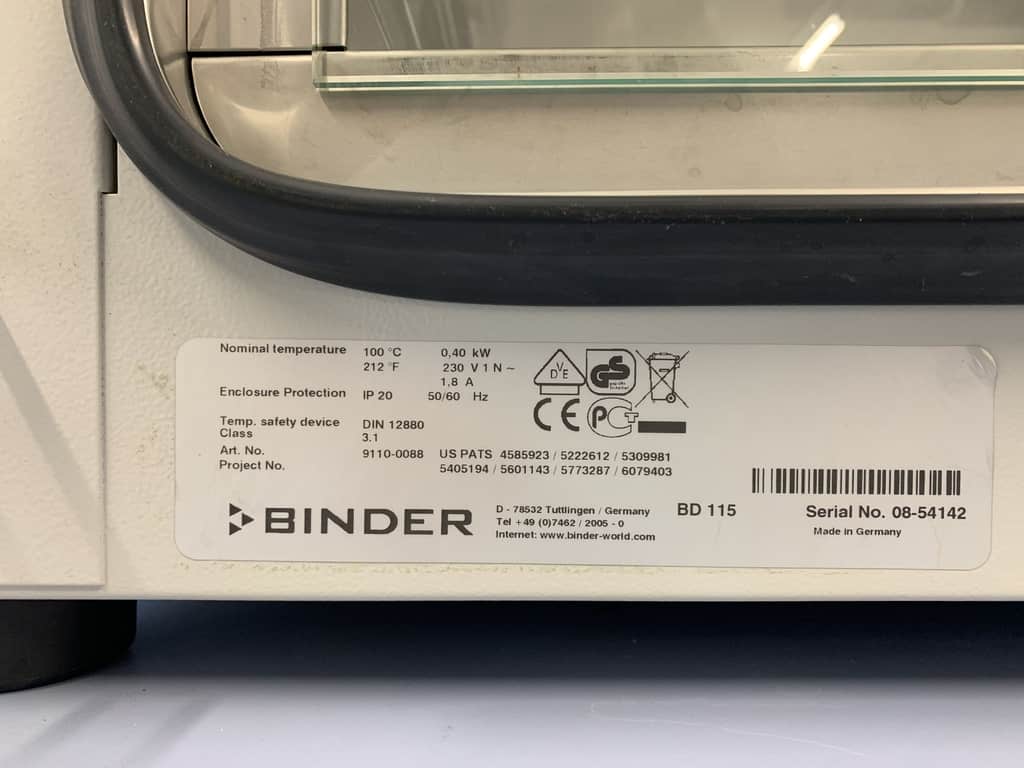 Nominal temperature 100 °C 0,40 kW
212 °F 230 V 1 N ~
1,8 A
Enclosure Protection IP 20 50/60 Hz
Temp. safety device DIN 12880
Class 3.1
Art. No. 9110-0088 US PATS 4585923 / 5222612 / 5309981
Project No. 5405194 / 5601143 / 5773287 / 6079403
DVE
GS
CE
BINDER
D - 78532 Tuttlingen / Germany
Tel +49 (0)7462 / 2005 - 0
Internet: www.binder-world.com
BD 115
Serial No. 08-54142
Made in Germany